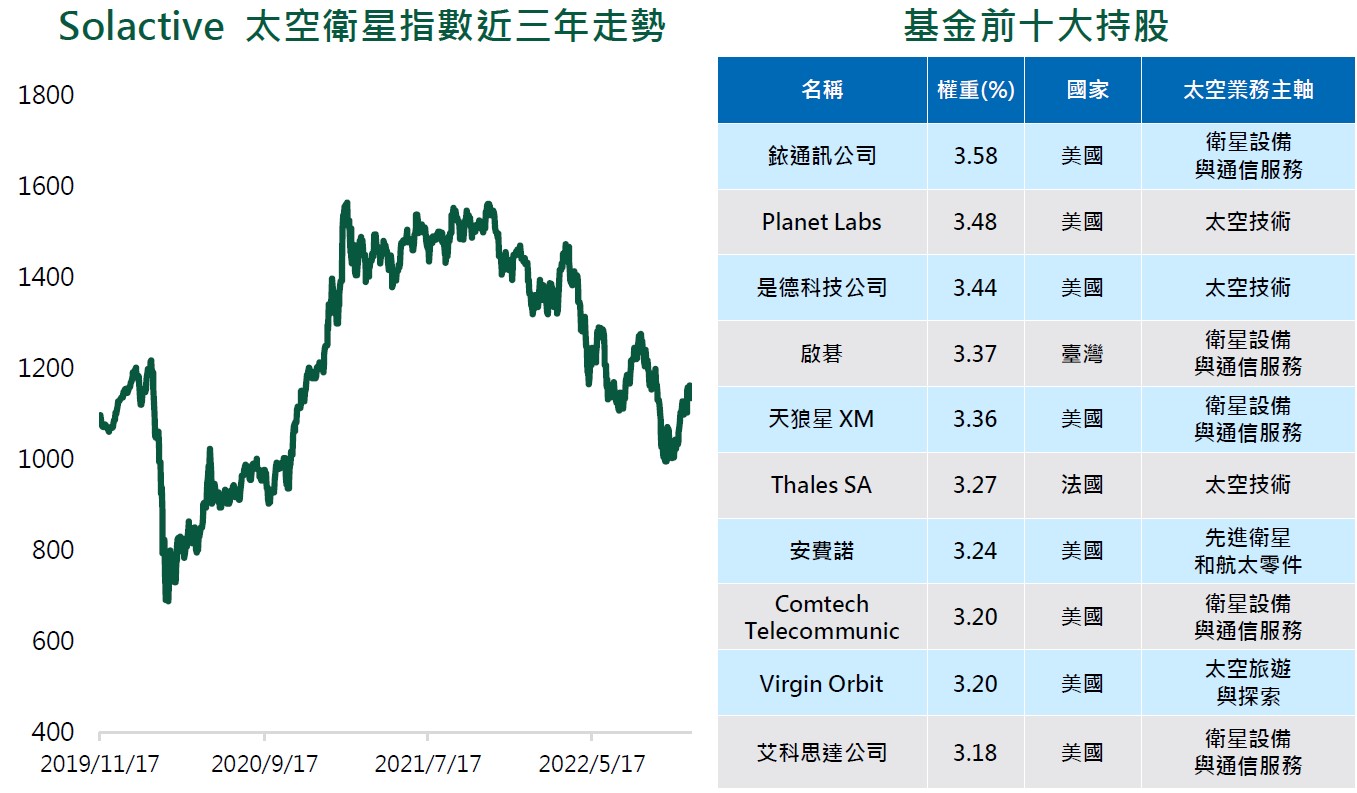 Solactive 太空衛星指數近三年走勢
1800
1600
1400
1200
1000
800
600
400
2019/11/17 2020/9/17 2021/7/17 2022/5/17
基金前十大持股
名稱 權重(%) 國家 太空業務主軸
銥通訊公司 3.58 美國 衛星設備
與通信服務
Planet Labs 3.48 美國 太空技術
是德科技公司 3.44 美國 太空技術
啟碁 3.37 臺灣 衛星設備
與通信服務
天狼星 XM 3.36 美國 衛星設備
與通信服務
Thales SA 3.27 法國 太空技術
安費諾 3.24 美國 先進衛星
和航太零件
Comtech
Telecommunic 3.20 美國 衛星設備
與通信服務
Virgin Orbit 3.20 美國 太空旅遊
與探索
艾科思達公司 3.18 美國 衛星設備
與通信服務